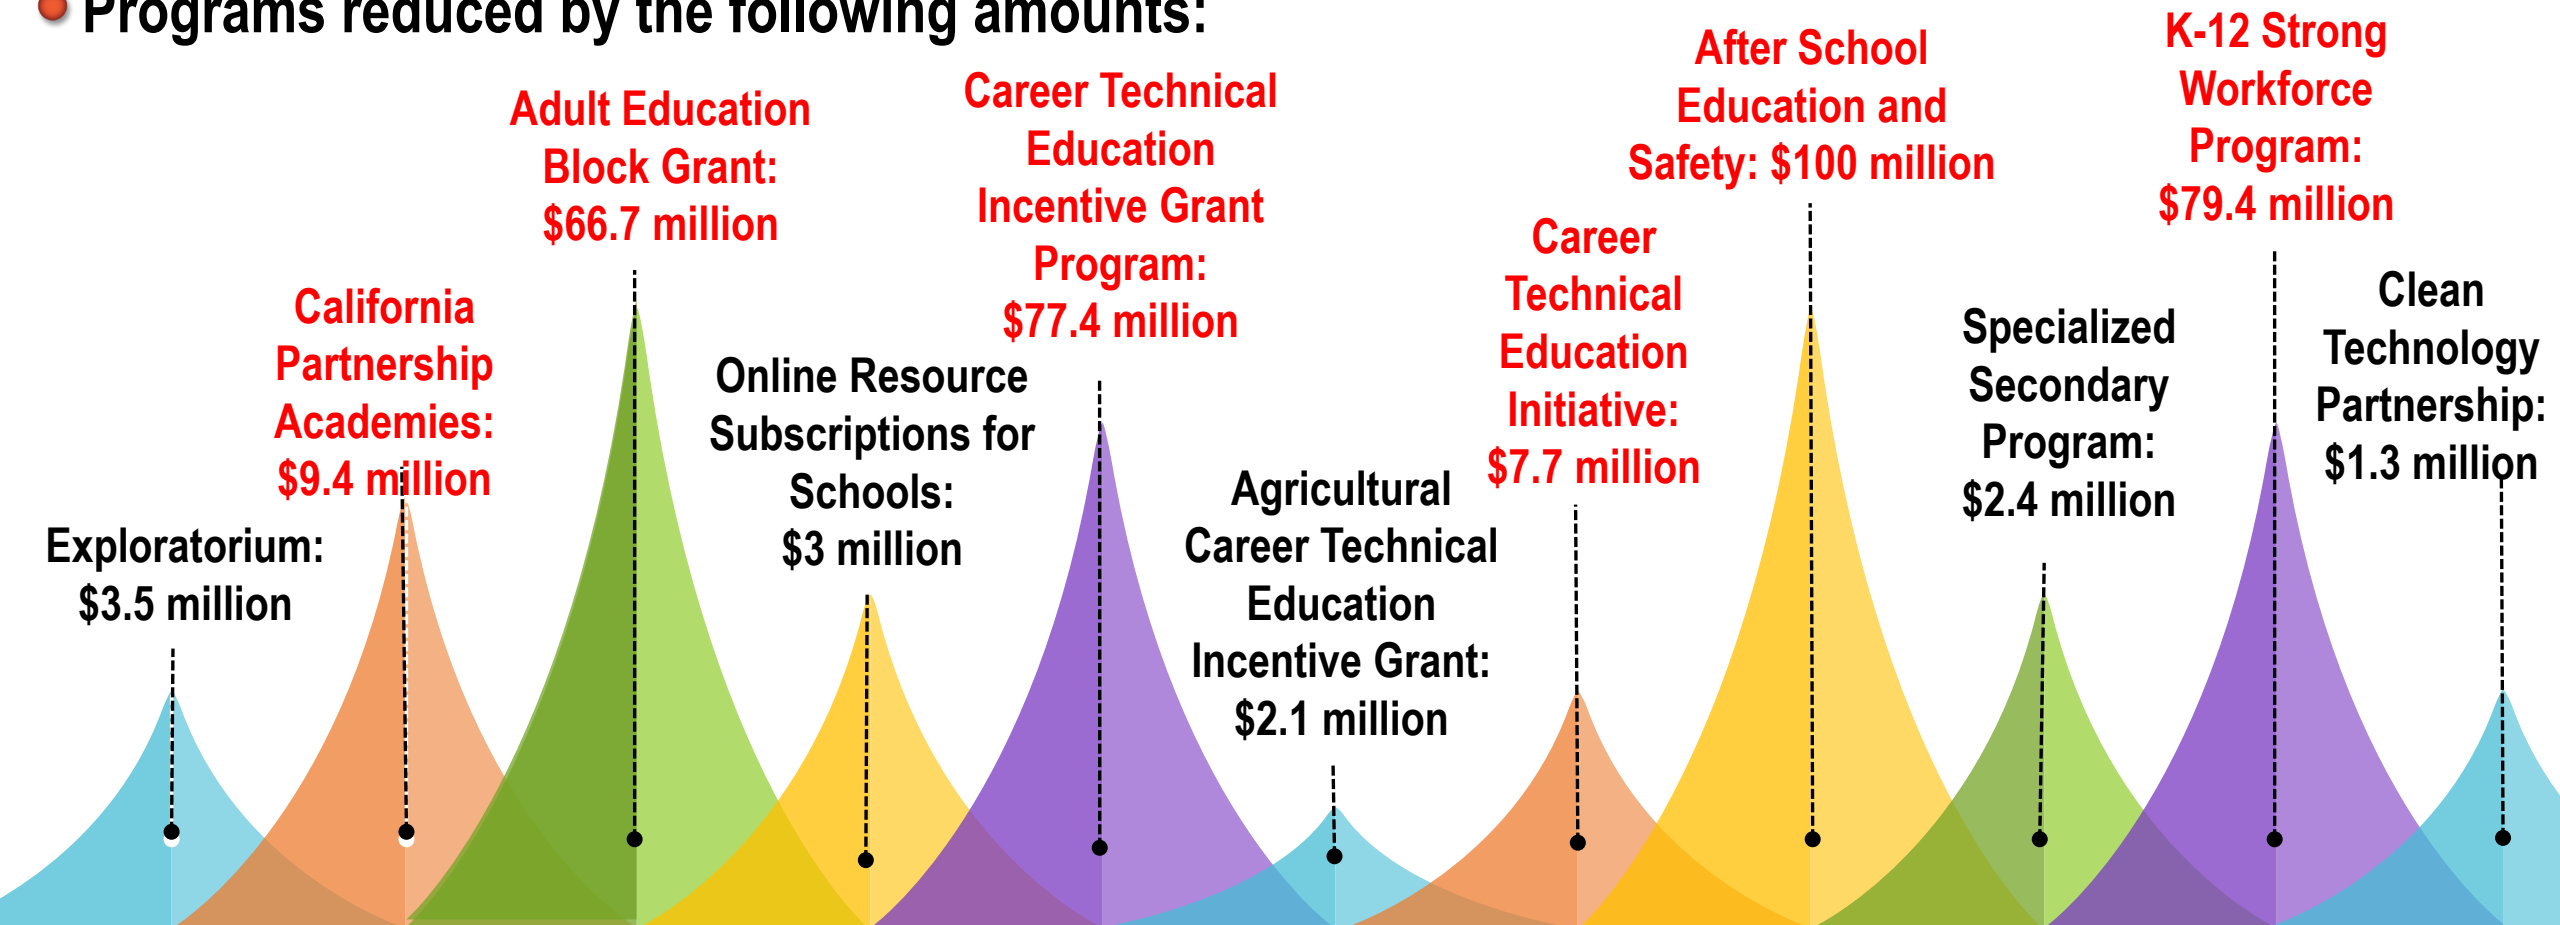 Programs reduced by the following amounts:
Exploratorium:
$3.5 million
California
Partnership
Academies:
$9.4 million
Adult Education
Block Grant:
$66.7 million
Online Resource
Subscriptions for
Schools:
$3 million
Career Technical
Education
Incentive Grant
Program:
$77.4 million
Agricultural
Career Technical
Education
Incentive Grant:
$2.1 million
Career
Technical
Education
Initiative:
$7.7 million
After School
Education and
Safety: $100 million
Specialized
Secondary
Program:
$2.4 million
K-12 Strong
Workforce
Program:
$79.4 million
Clean
Technology
Partnership:
$1.3 million